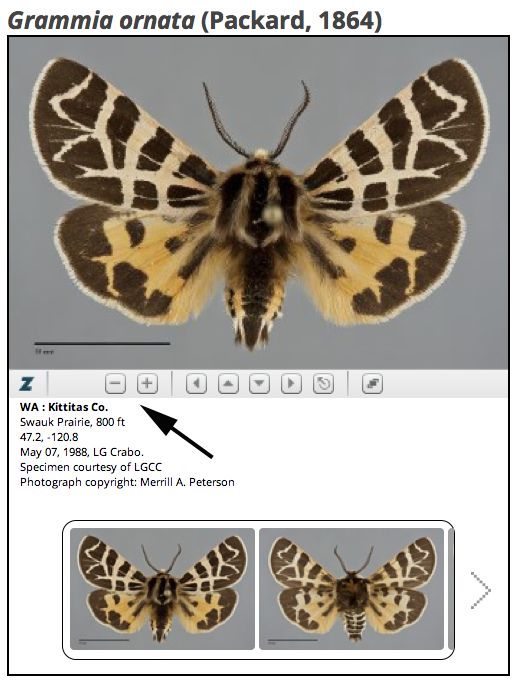 Grammia ornata (Packard, 1864)
Z
WA : Kittitas Co.
Swauk Prairie, 800 ft
47.2, -120.8
May 07, 1988, LG Crabo.
Specimen courtesy of LGCC
Photograph copyright: Merrill A. Peterson